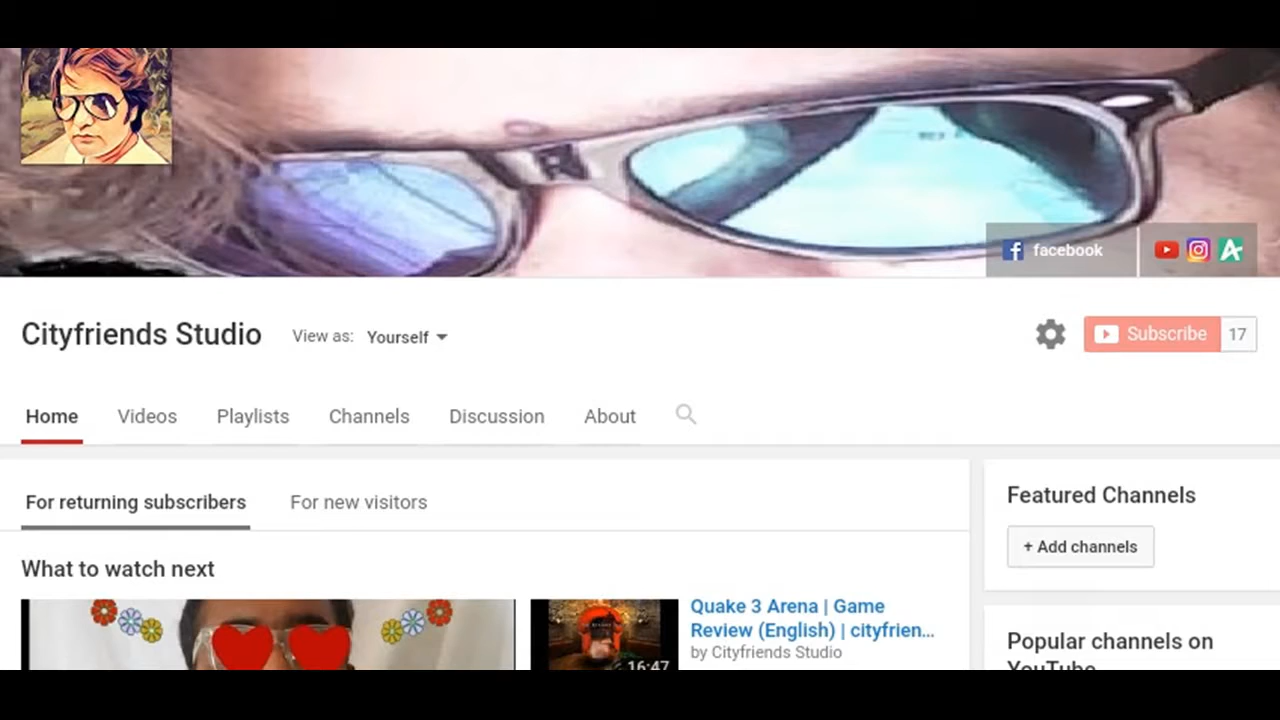 facebook
Cityfriends Studio
View as: Yourself
Subscribe 17
Home Videos Playlists Channels Discussion About
For returning subscribers For new visitors
What to watch next
Quake 3 Arena | Game
Review (English) | cityfrien...
by Cityfriends Studio
16:47
Featured Channels
+ Add channels
Popular channels on
YouTube